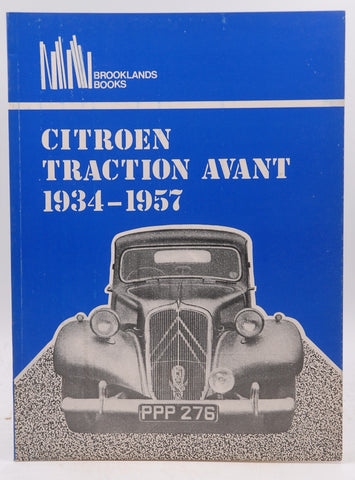 BROOKLANDS
BOOKS
CITROEN
TRACTION AVANT
1934-1957
PPP 276